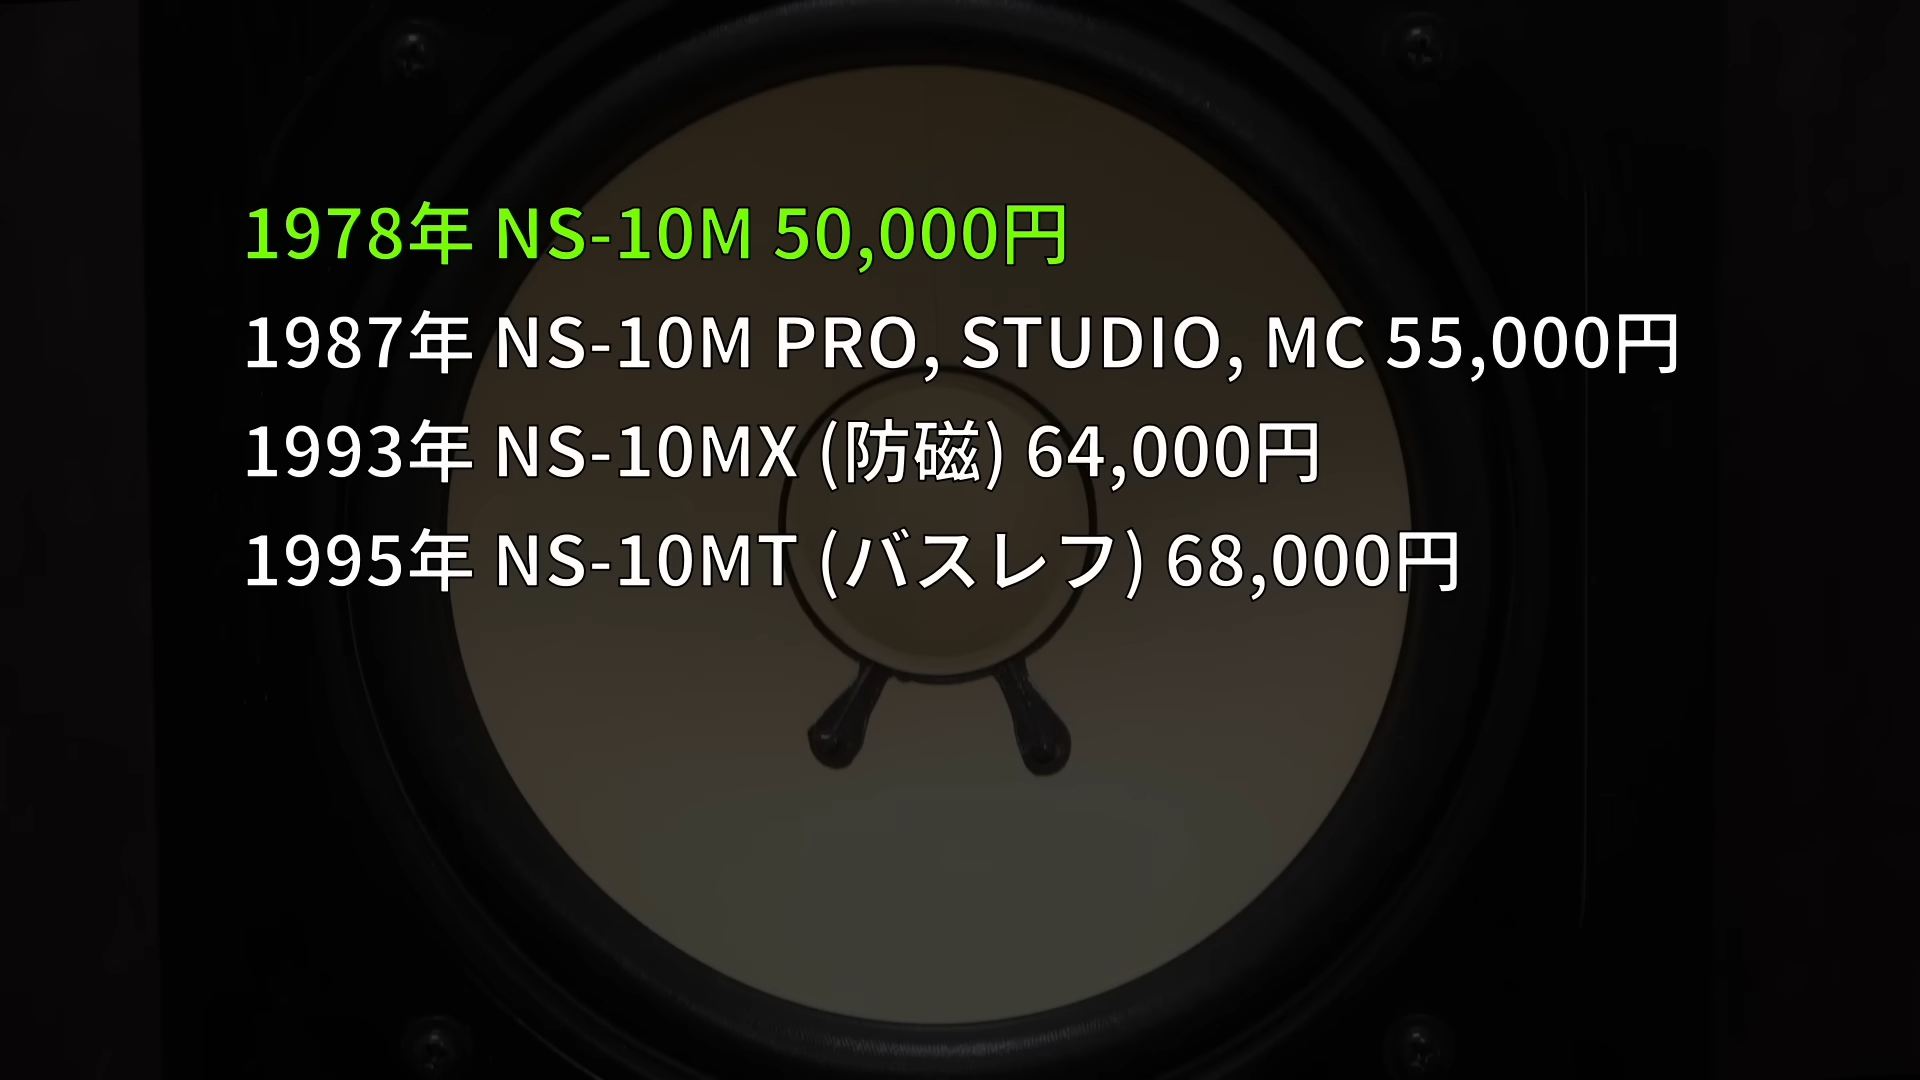 1978年 NS-10M 50,000円
1987年 NS-10M PRO, STUDIO, MC 55,000円
1993年 NS-10MX (防磁) 64,000円
1995年 NS-10MT (バスレフ) 68,000円